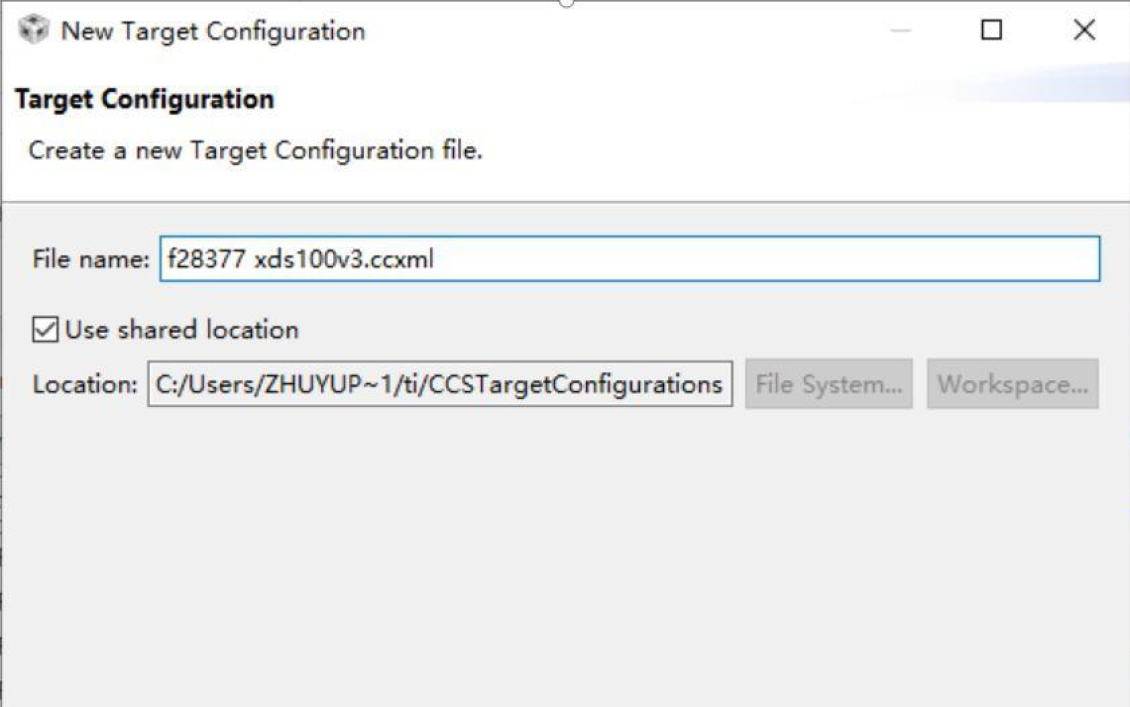 New Target Configuration
Target Configuration
Create a new Target Configuration file.
File name: f28377 xds100v3.ccxml
Use shared location
Location: C:/Users/ZHUYUP~1/ti/CCSTargetConfigurations File System... Workspace...